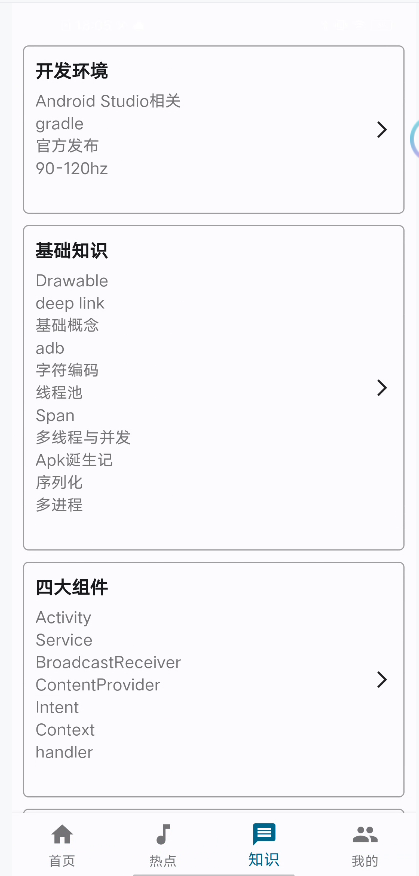 开发环境
Android Studio相关
gradle
官方发布
90-120hz
基础知识
Drawable
deep link
基础概念
adb
字符编码
线程池
Span
多线程与并发
Apk诞生记
序列化
多进程
四大组件
Activity
Service
BroadcastReceiver
ContentProvider
Intent
Context
handler
首页
热点
知识
我的